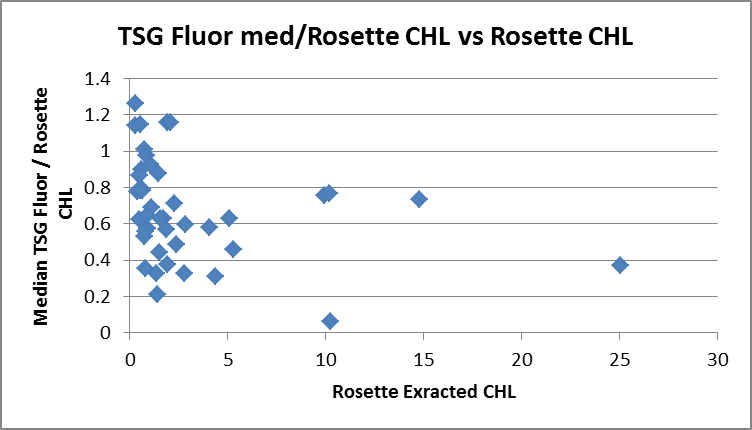 TSG Fluor med/Rosette CHL vs Rosette CHL
Median TSG Fluor / Rosette
CHL
1.4
1.2
1
0.8
0.6
0.4
0.2
0
0 5 10 15 20 25 30
Rosette Exracted CHL